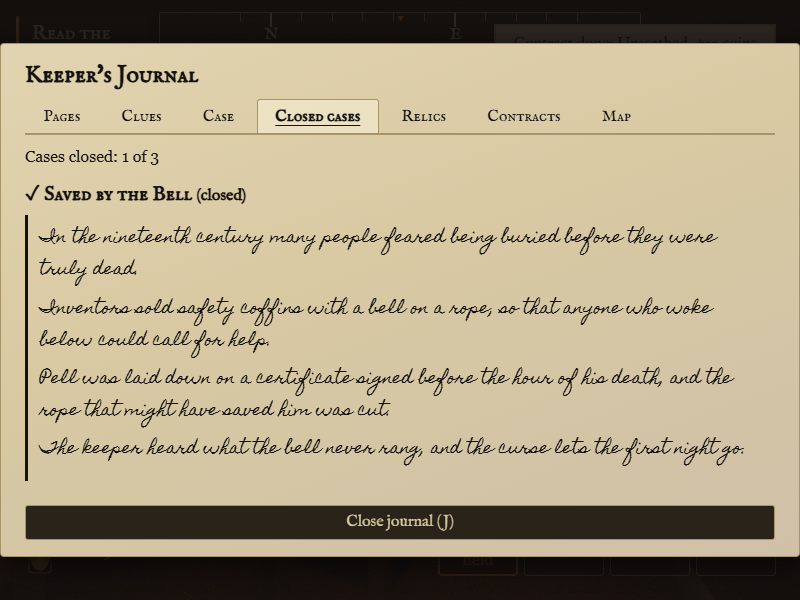 Read the
N
E
Keeper's Journal
Pages
Clues
Case
Closed cases
Relics
Contracts
Map
Cases closed: 1 of 3
✓ Saved by the Bell (closed)
In the nineteenth century many people feared being buried before they were
truly dead.
Inventors sold safety coffins with a bell on a rope, so that anyone who woke
below could call for help.
Pell was laid down on a certificate signed before the hour of his death, and the
rope that might have saved him was cut.
The keeper heard what the bell never rang, and the curse lets the first night go.
Close journal (J)
held